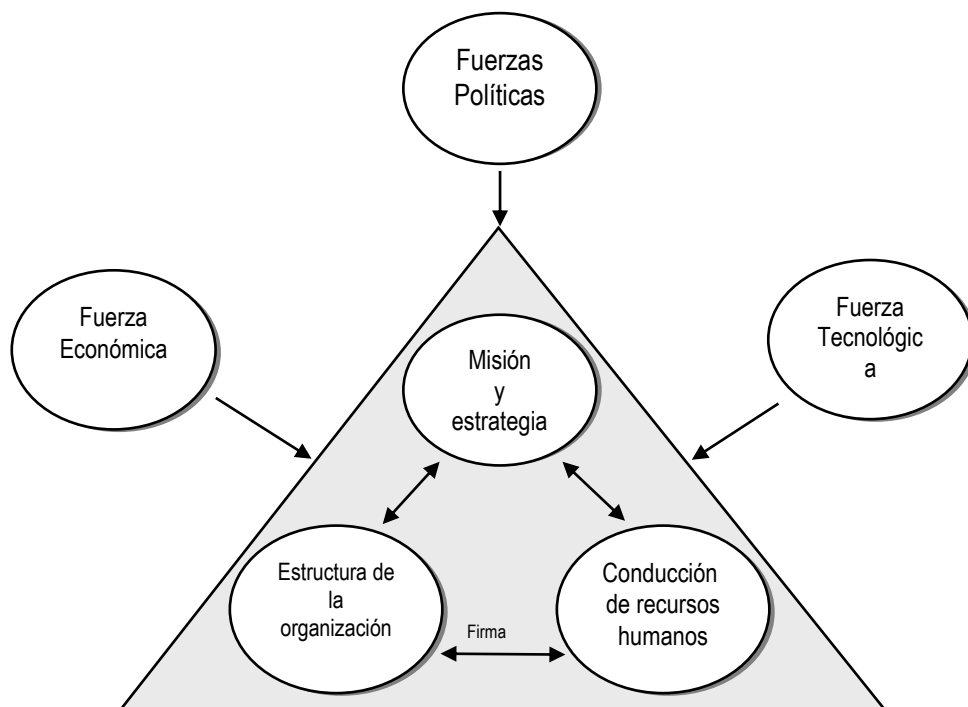 Fuerzas
Políticas
Fuerza
Económica
Fuerza
Tecnológic
a
Misión
y
estrategia
Estructura de
la
organización
Firma
Conducción
de recursos
humanos